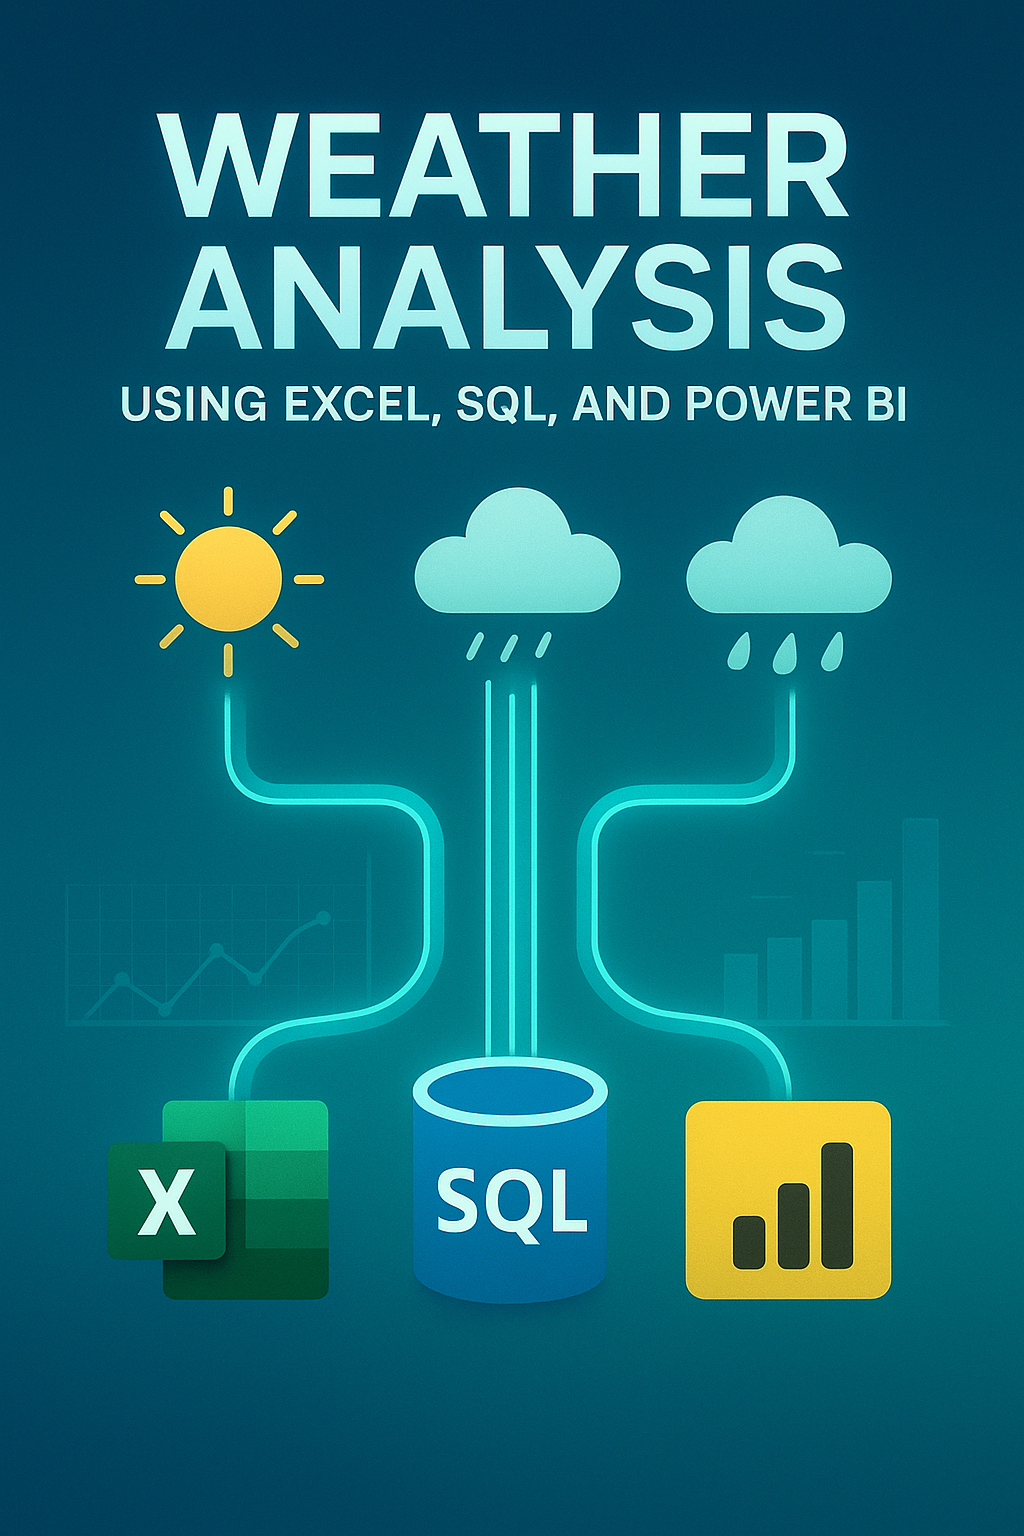 WEATHER
ANALYSIS
USING EXCEL, SQL, AND POWER BI
X
SQL